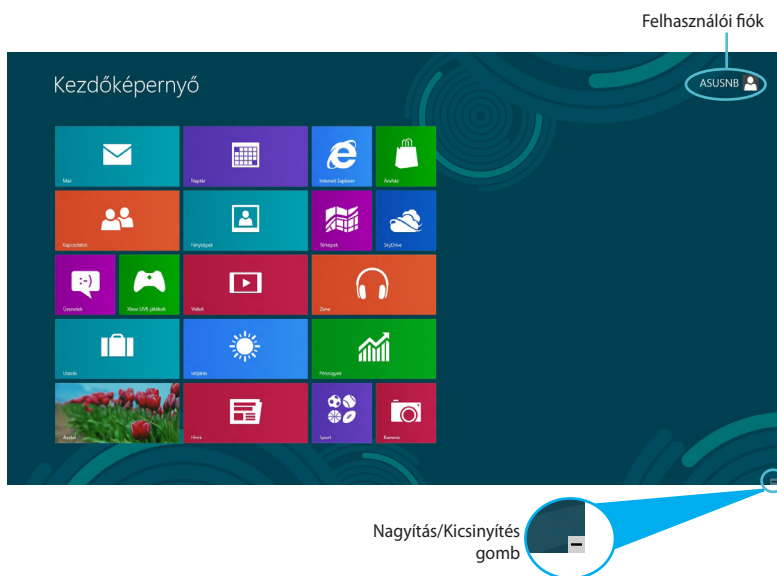 Felhasználói fiók
Kezdőképernyő
ASUSNB
Mail
Naptár
Internet Explorer
Áruház
Kapcsolatok
Fényképek
Térképek
SkyDrive
Üzenetek
Xbox LIVE-játékok
Videó
Zene
Utazás
Időjárás
Pénzügyek
Asztal
Hírek
Sport
Kamera
Nagyítás/Kicsinyítés
gomb